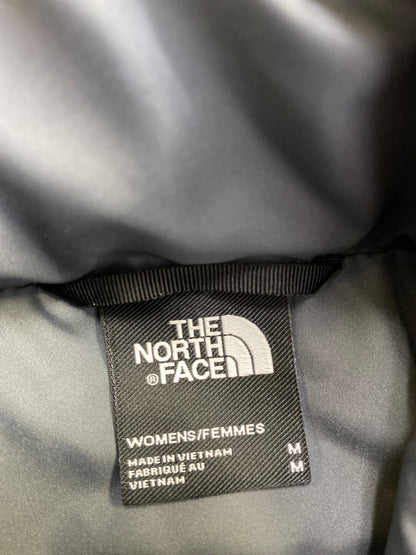 THE
NORTH
®FACE
WOMENS/FEMMES
MADE IN VIETNAM M
FABRIQUÉ AU M
VIETNAM